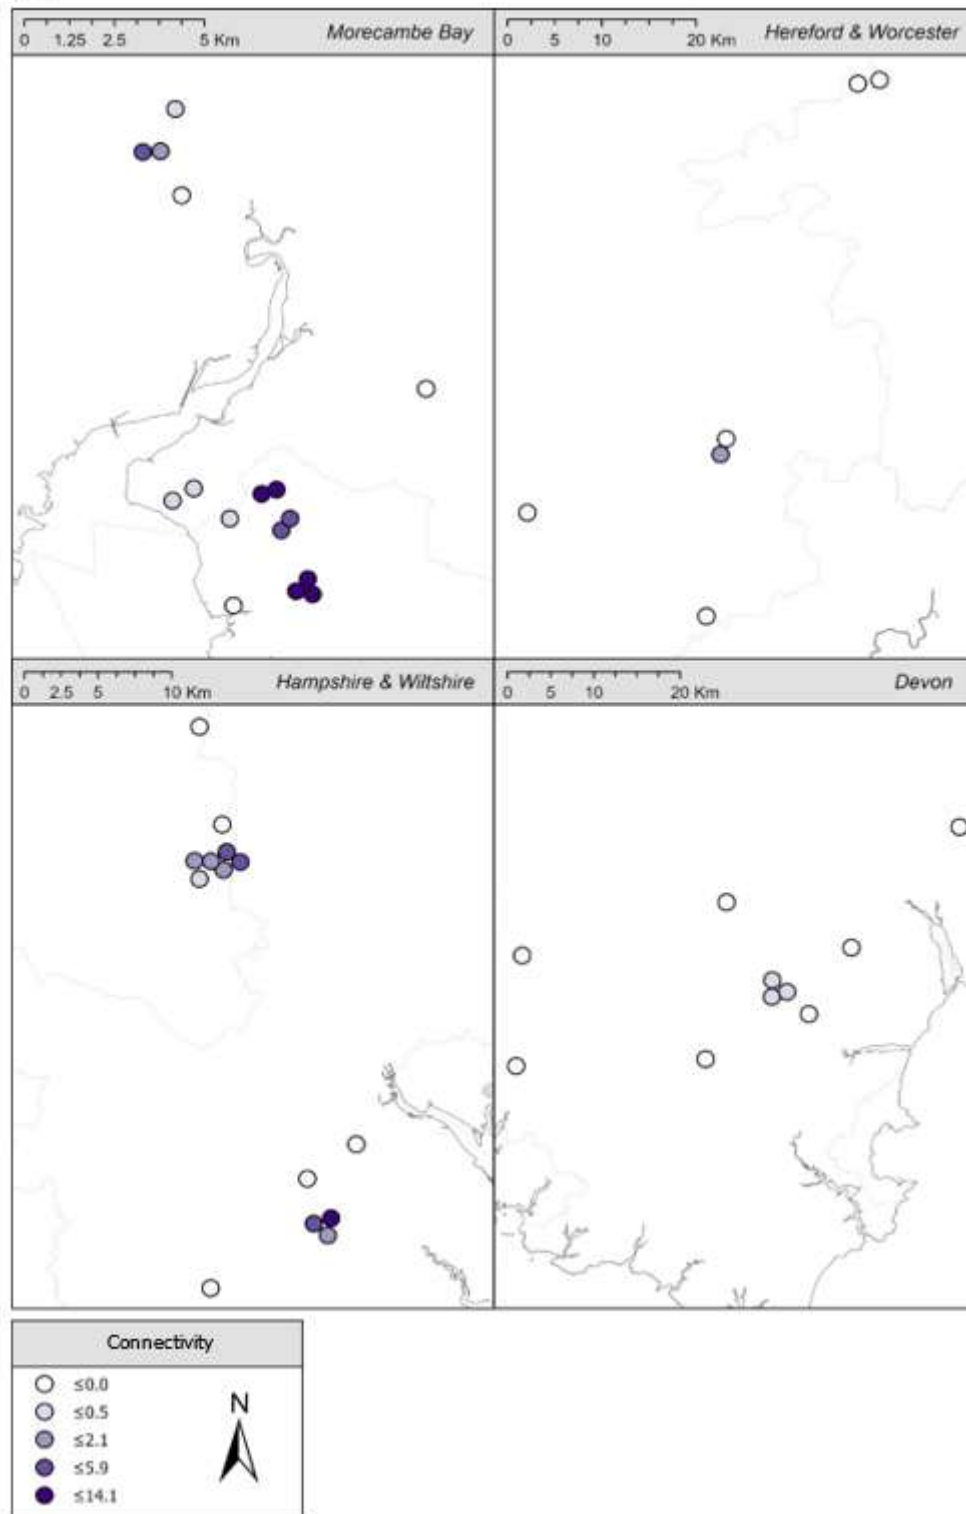 0 1.25 2.5 5 Km Morecambe Bay
0 5 10 20 Km Hereford & Worcester
0 2.5 5 10 Km Hampshire & Wiltshire
0 5 10 20 Km Devon
Connectivity
≤0.0
≤0.5
≤2.1
≤5.9
≤14.1
N